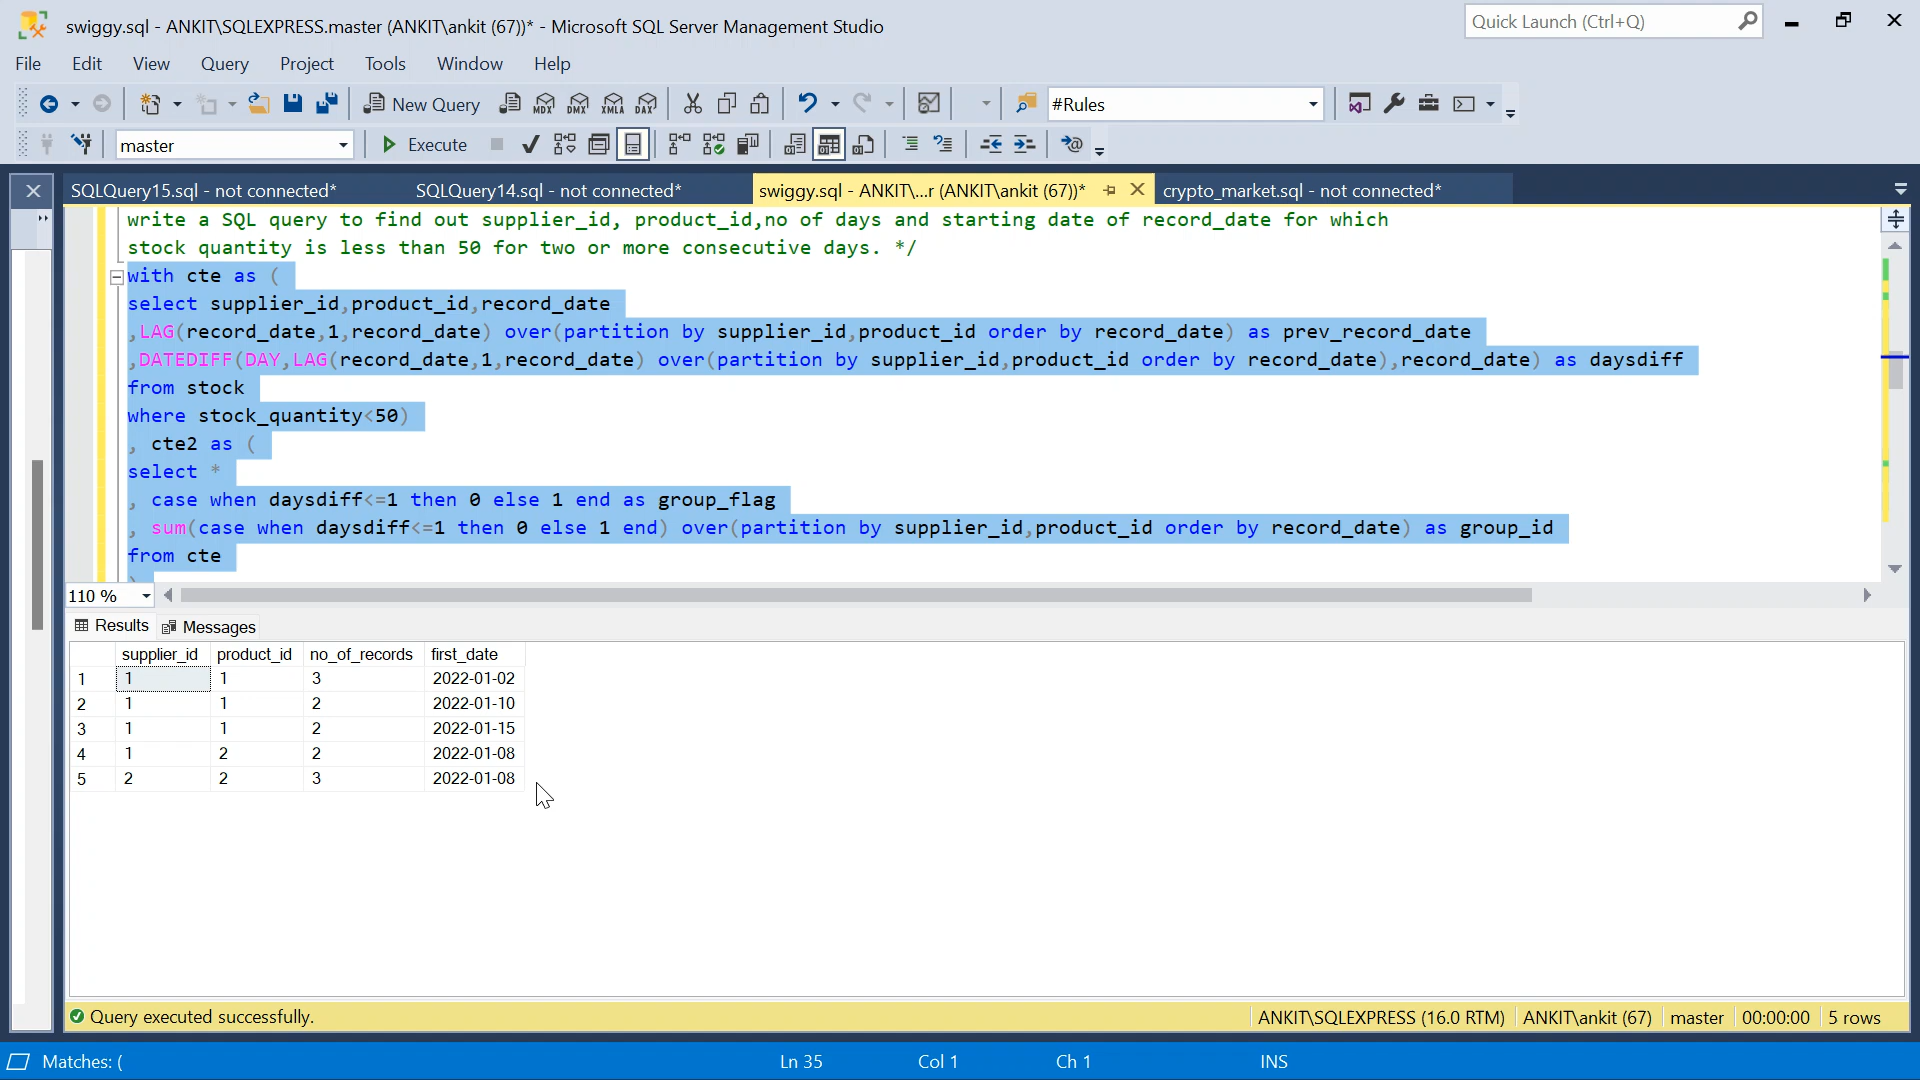 swiggy.sql - ANKIT\SQLEXPRESS.master (ANKIT\ankit (67))* - Microsoft SQL Server Management Studio
Quick Launch (Ctrl+Q)
File Edit View Query Project Tools Window Help
New Query MDX DMX XMLA DAX #Rules
master Execute
SQLQuery15.sql - not connected* SQLQuery14.sql - not connected* swiggy.sql - ANKIT\...r (ANKIT\ankit (67))* crypto_market.sql - not connected*
write a SQL query to find out supplier_id, product_id,no of days and starting date of record_date for which
stock quantity is less than 50 for two or more consecutive days. */
with cte as (
select supplier_id,product_id,record_date
,LAG(record_date,1,record_date) over(partition by supplier_id,product_id order by record_date) as prev_record_date
,DATEDIFF(DAY,LAG(record_date,1,record_date) over(partition by supplier_id,product_id order by record_date),record_date) as daysdiff
from stock
where stock_quantity<50)
, cte2 as (
select *
, case when daysdiff<=1 then 0 else 1 end as group_flag
, sum(case when daysdiff<=1 then 0 else 1 end) over(partition by supplier_id,product_id order by record_date) as group_id
from cte
110 %
Results Messages
supplier_id product_id no_of_records first_date
1 1 1 3 2022-01-02
2 1 1 2 2022-01-10
3 1 1 2 2022-01-15
4 1 2 2 2022-01-08
5 2 2 3 2022-01-08
Query executed successfully. ANKIT\SQLEXPRESS (16.0 RTM) ANKIT\ankit (67) master 00:00:00 5 rows
Matches: ( Ln 35 Col 1 Ch 1 INS